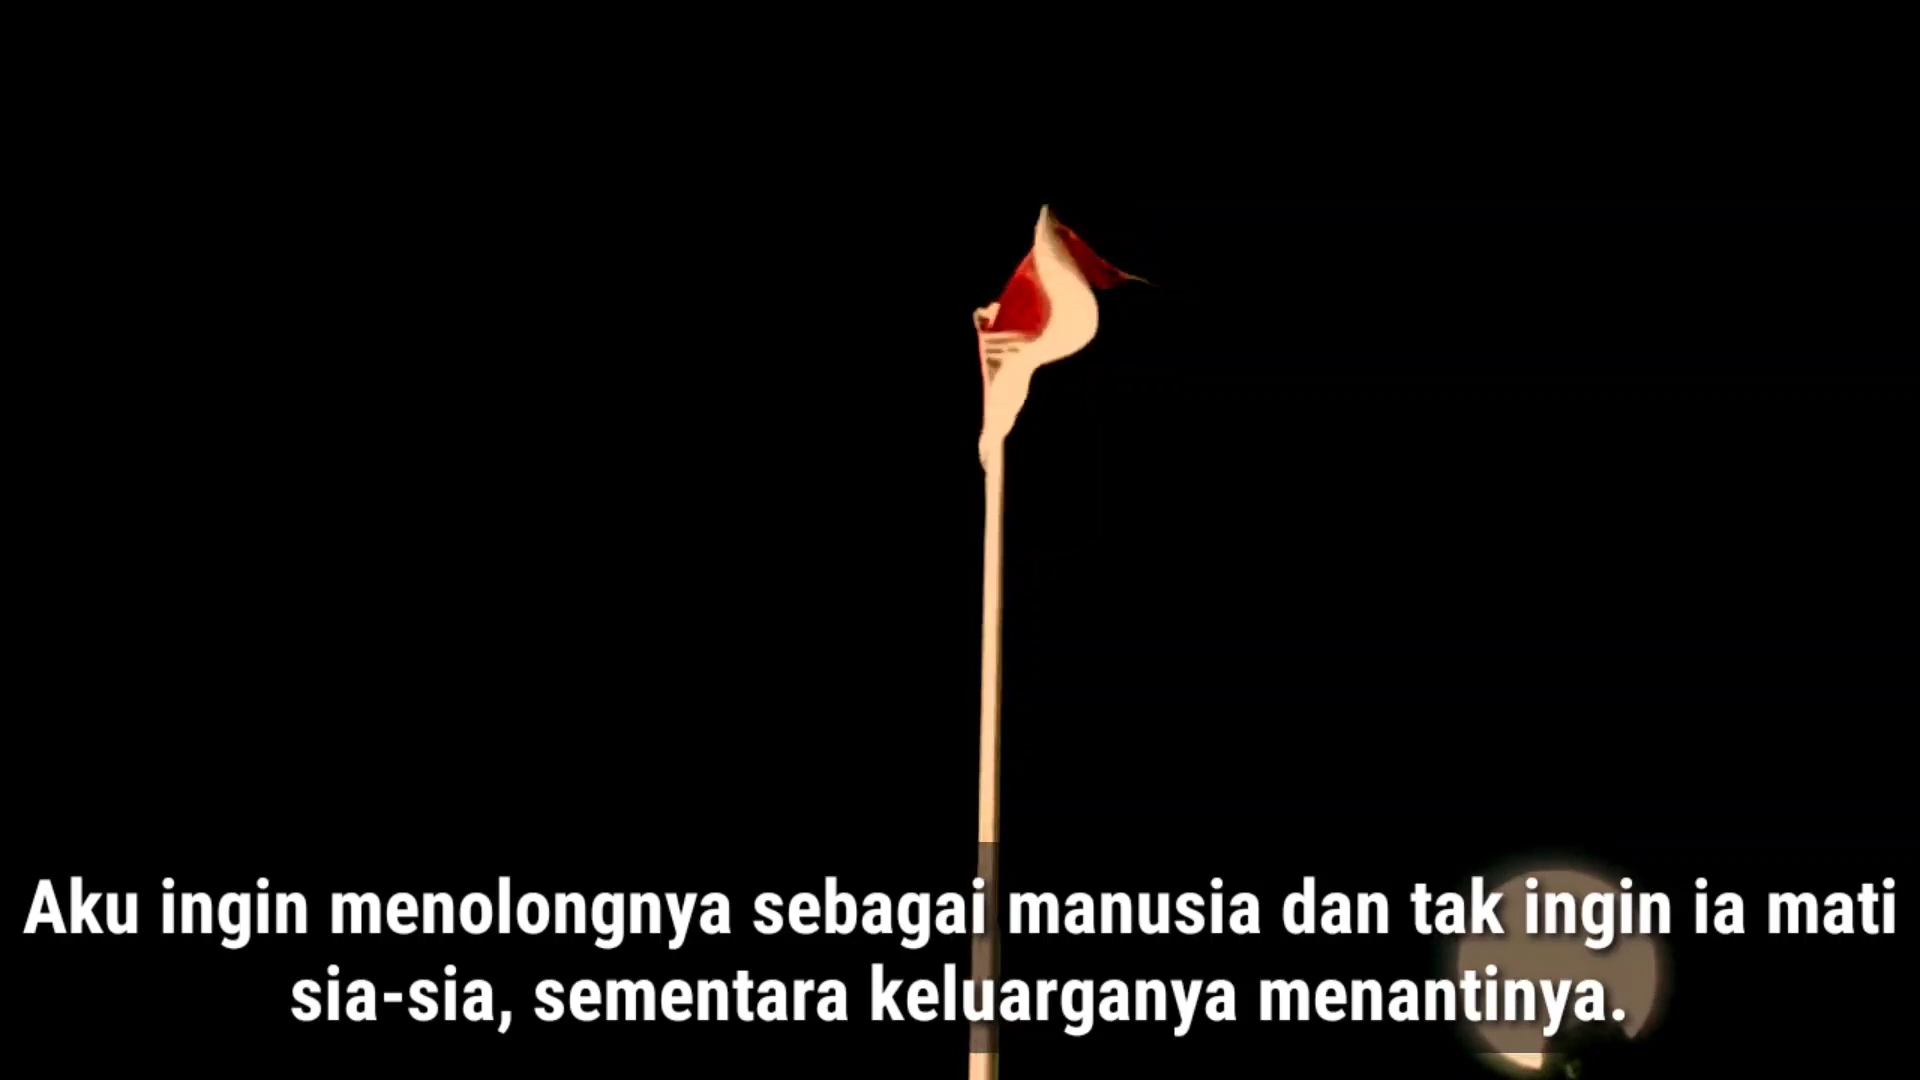 Aku ingin menolongnya sebagai manusia dan tak ingin ia mati
sia-sia, sementara keluarganya menantinya.